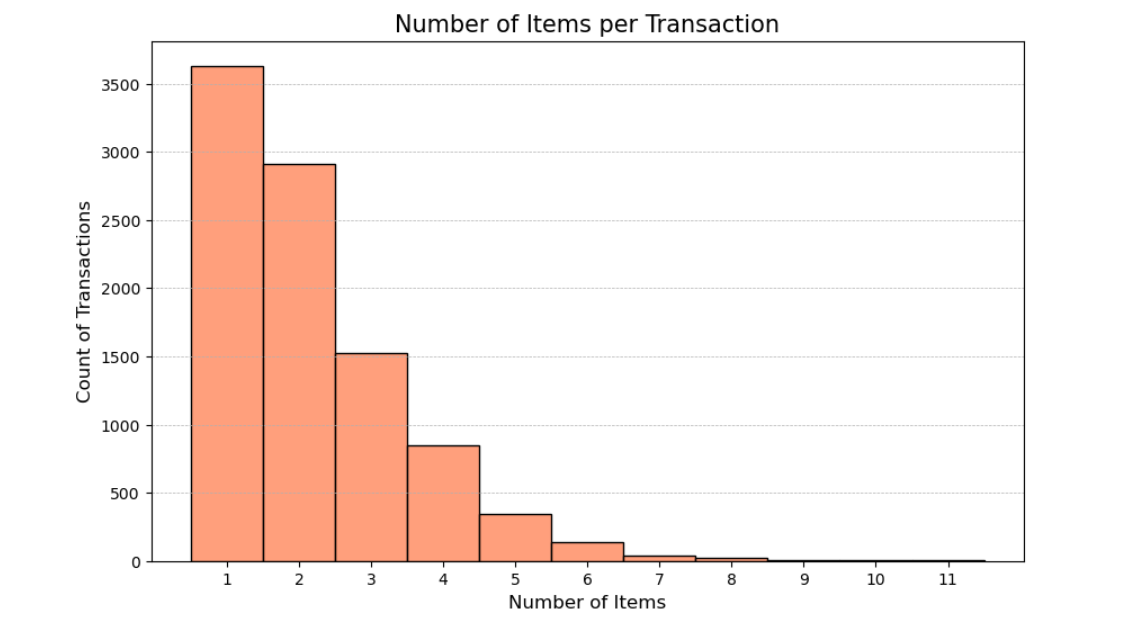 Number of Items per Transaction
Count of Transactions
3500
3000
2500
2000
1500
1000
500
0
1 2 3 4 5 6 7 8 9 10 11
Number of Items